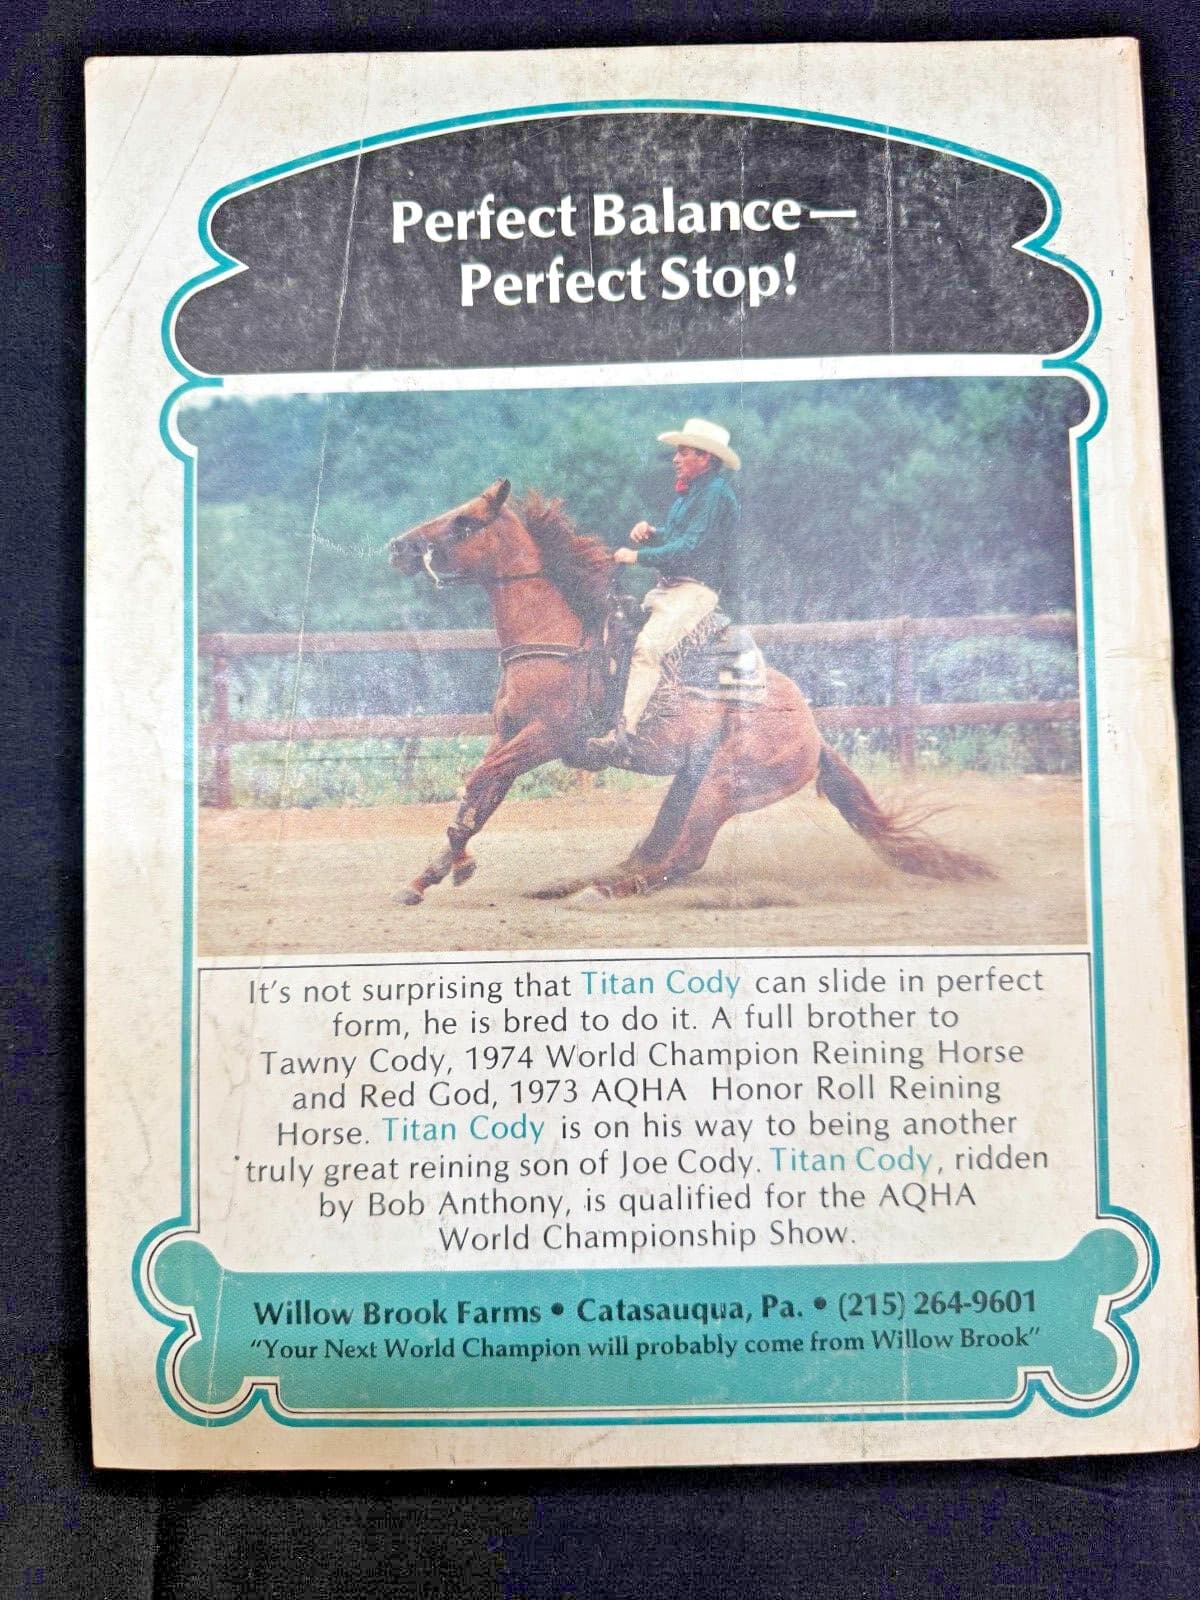 Perfect Balance—
Perfect Stop!
It's not surprising that Titan Cody can slide in perfect
form, he is bred to do it. A full brother to
Tawny Cody, 1974 World Champion Reining Horse
and Red God, 1973 AQHA Honor Roll Reining
Horse. Titan Cody is on his way to being another
truly great reining son of Joe Cody. Titan Cody, ridden
by Bob Anthony, is qualified for the AQHA
World Championship Show.
Willow Brook Farms • Catasauqua, Pa. • (215) 264-9601
"Your Next World Champion will probably come from Willow Brook"